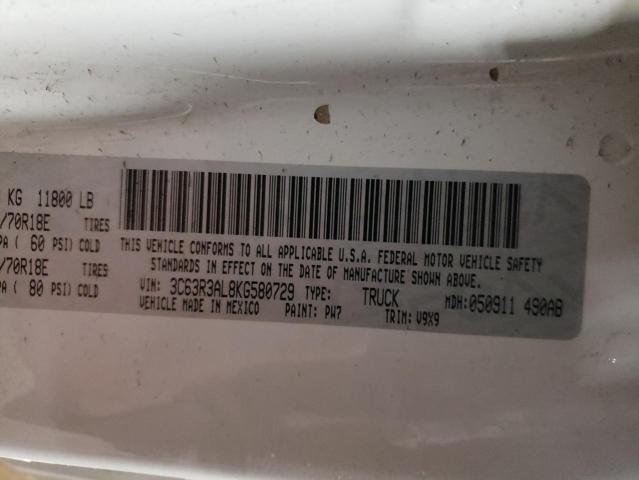 KG 11800 LB
/70R18E TIRES
PA ( 60 PSI) COLD
/70R18E TIRES
PA ( 80 PSI) COLD
THIS VEHICLE CONFORMS TO ALL APPLICABLE U.S.A. FEDERAL MOTOR VEHICLE SAFETY
STANDARDS IN EFFECT ON THE DATE OF MANUFACTURE SHOWN ABOVE.
VIN: 3C63R3AL8KG580729 TYPE: TRUCK MDH:050911 490AB
VEHICLE MADE IN MEXICO PAINT: PW7 TRIM: V9X9